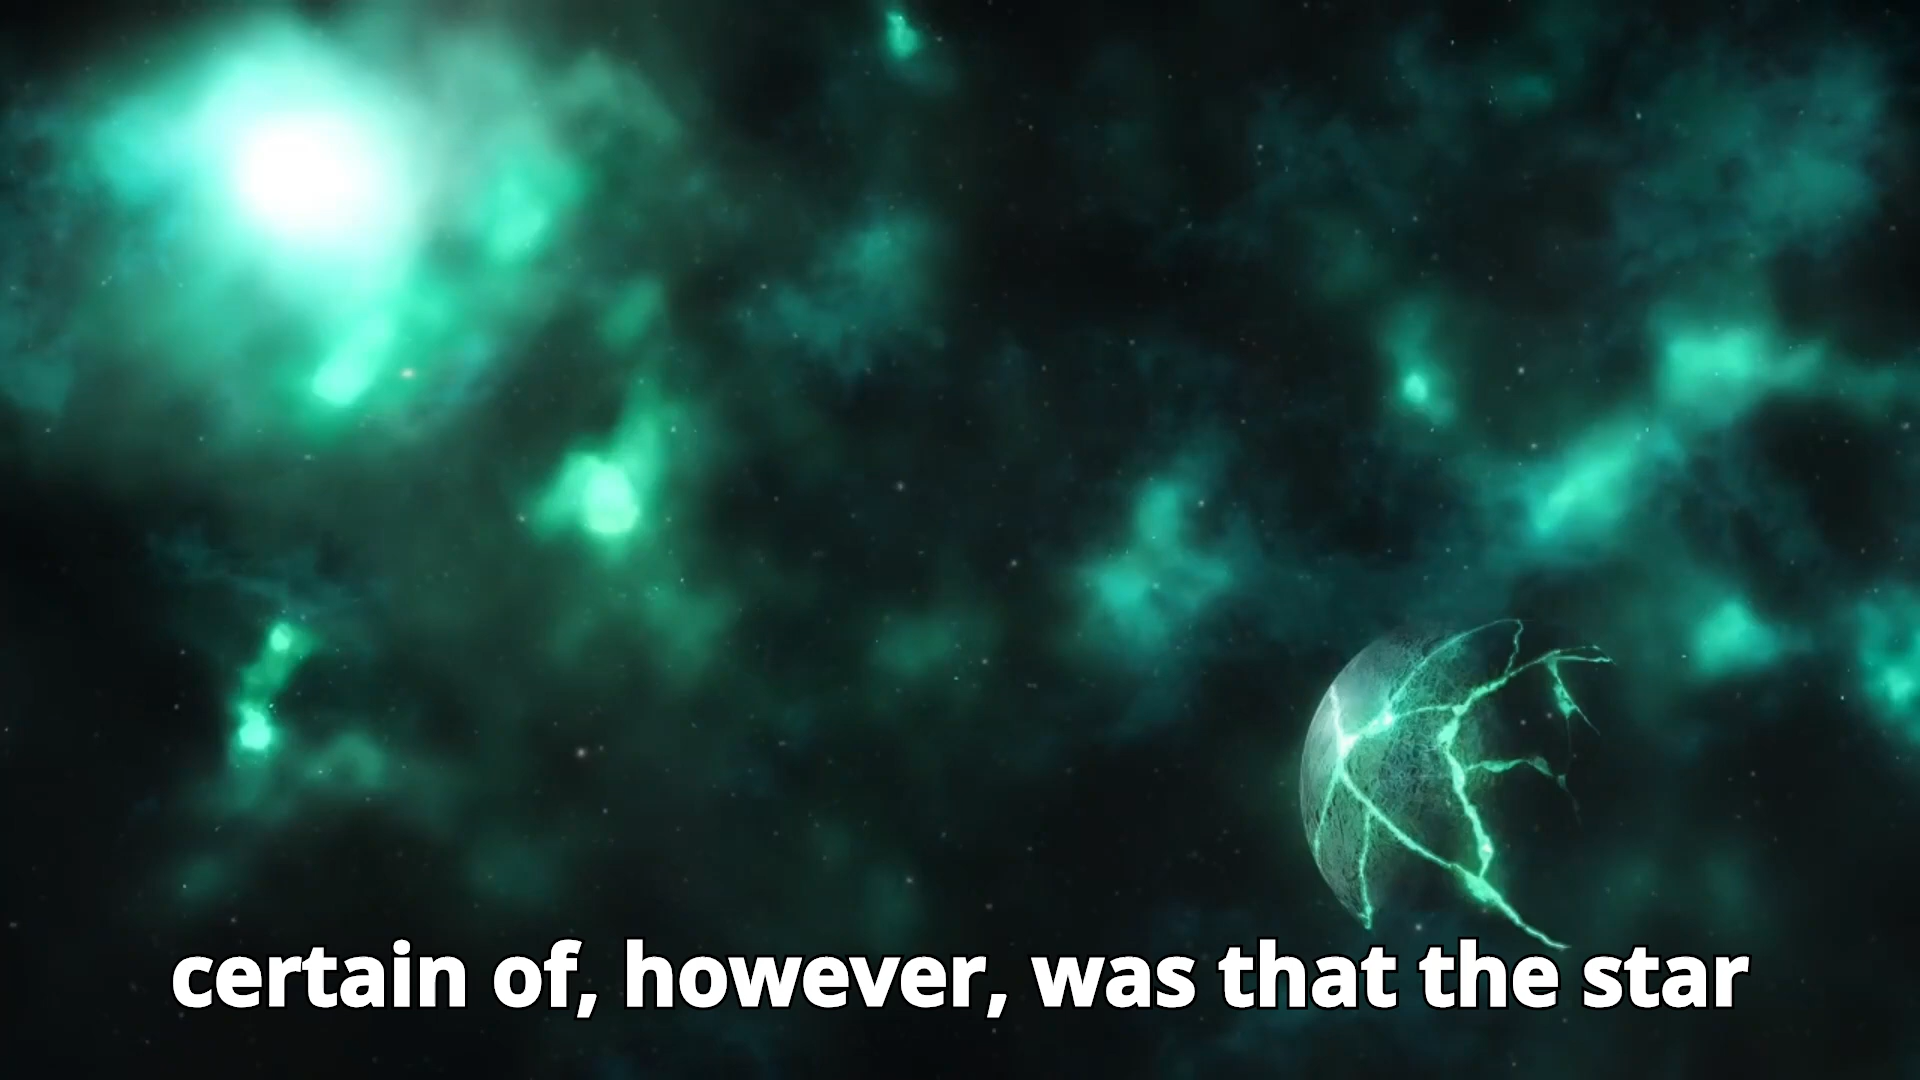 certain of, however, was that the star